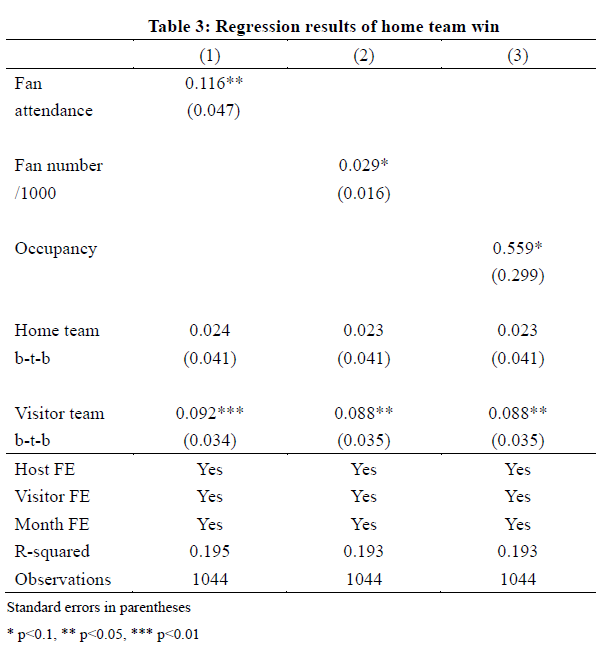 Table 3: Regression results of home team win
(1) (2) (3)
Fan 0.116**
attendance (0.047)
Fan number 0.029*
/1000 (0.016)
Occupancy 0.559*
(0.299)
Home team 0.024 0.023 0.023
b-t-b (0.041) (0.041) (0.041)
Visitor team 0.092*** 0.088** 0.088**
b-t-b (0.034) (0.035) (0.035)
Host FE Yes Yes Yes
Visitor FE Yes Yes Yes
Month FE Yes Yes Yes
R-squared 0.195 0.193 0.193
Observations 1044 1044 1044
Standard errors in parentheses
* p<0.1, ** p<0.05, *** p<0.01